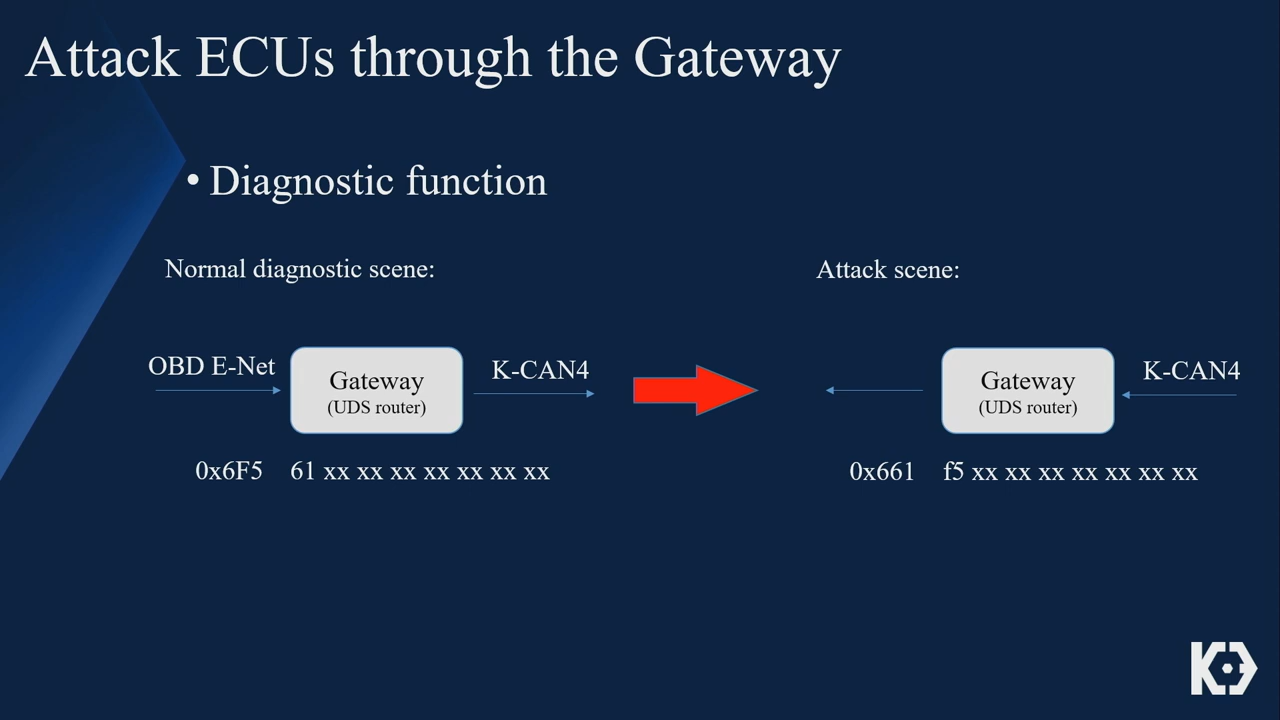 Attack ECUs through the Gateway
• Diagnostic function
Normal diagnostic scene:
Attack scene:
OBD E-Net
Gateway
(UDS router)
K-CAN4
Gateway
(UDS router)
K-CAN4
0x6F5 61 xx xx xx xx xx xx xx
0x661 f5 xx xx xx xx xx xx xx